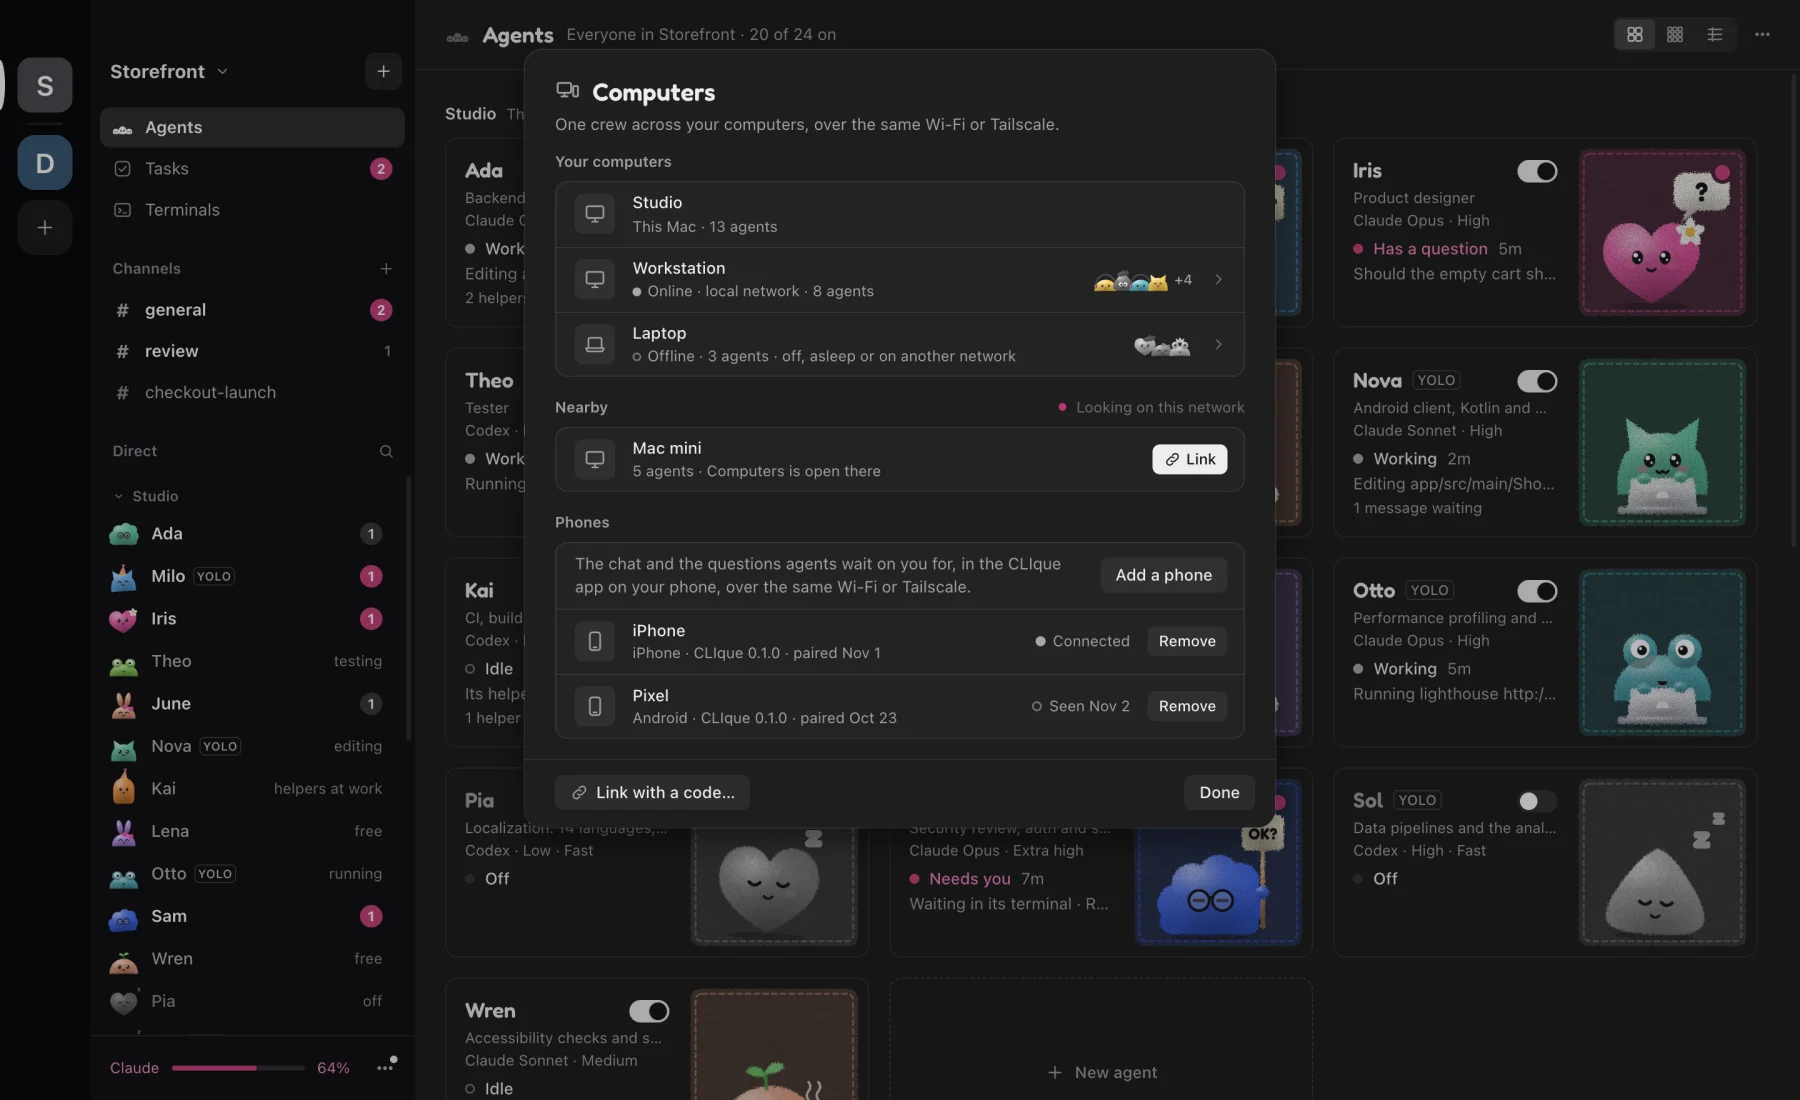 S
D
Storefront
Agents
Tasks 2
Terminals
Channels
# general 2
# review 1
# checkout-launch
Direct
Studio
Ada 1
Milo YOLO 1
Iris 1
Theo testing
June 1
Nova YOLO editing
Kai helpers at work
Lena free
Otto YOLO running
Sam 1
Wren free
Pia off
Claude 64%
Agents Everyone in Storefront · 20 of 24 on
Studio Th
Ada
Backend
Claude O
Work
Editing
2 helper
Iris
Product designer
Claude Opus · High
Has a question 5m
Should the empty cart sh...
?
Theo
Tester
Codex ·
Work
Running
Nova YOLO
Android client, Kotlin and ...
Claude Sonnet · High
Working 2m
Editing app/src/main/Sho...
1 message waiting
Kai
CI, build
Codex ·
Idle
Its helpe
1 helper
Otto YOLO
Performance profiling and ...
Claude Opus · High
Working 5m
Running lighthouse http:/...
Pia
Localization: 14 languages,...
Codex · Low · Fast
Off
Security review, auth and s...
Claude Opus · Extra high
Needs you 7m
Waiting in its terminal · R...
OK?
Sol YOLO
Data pipelines and the anal...
Codex · High · Fast
Off
Wren
Accessibility checks and s...
Claude Sonnet · Medium
Idle
+ New agent
Computers
One crew across your computers, over the same Wi-Fi or Tailscale.
Your computers
Studio
This Mac · 13 agents
Workstation
Online · local network · 8 agents
+4
Laptop
Offline · 3 agents · off, asleep or on another network
Nearby
Looking on this network
Mac mini
5 agents · Computers is open there
Link
Phones
The chat and the questions agents wait on you for, in the CLIque
app on your phone, over the same Wi-Fi or Tailscale.
Add a phone
iPhone
iPhone · CLIque 0.1.0 · paired Nov 1
Connected
Remove
Pixel
Android · CLIque 0.1.0 · paired Oct 23
Seen Nov 2
Remove
Link with a code...
Done